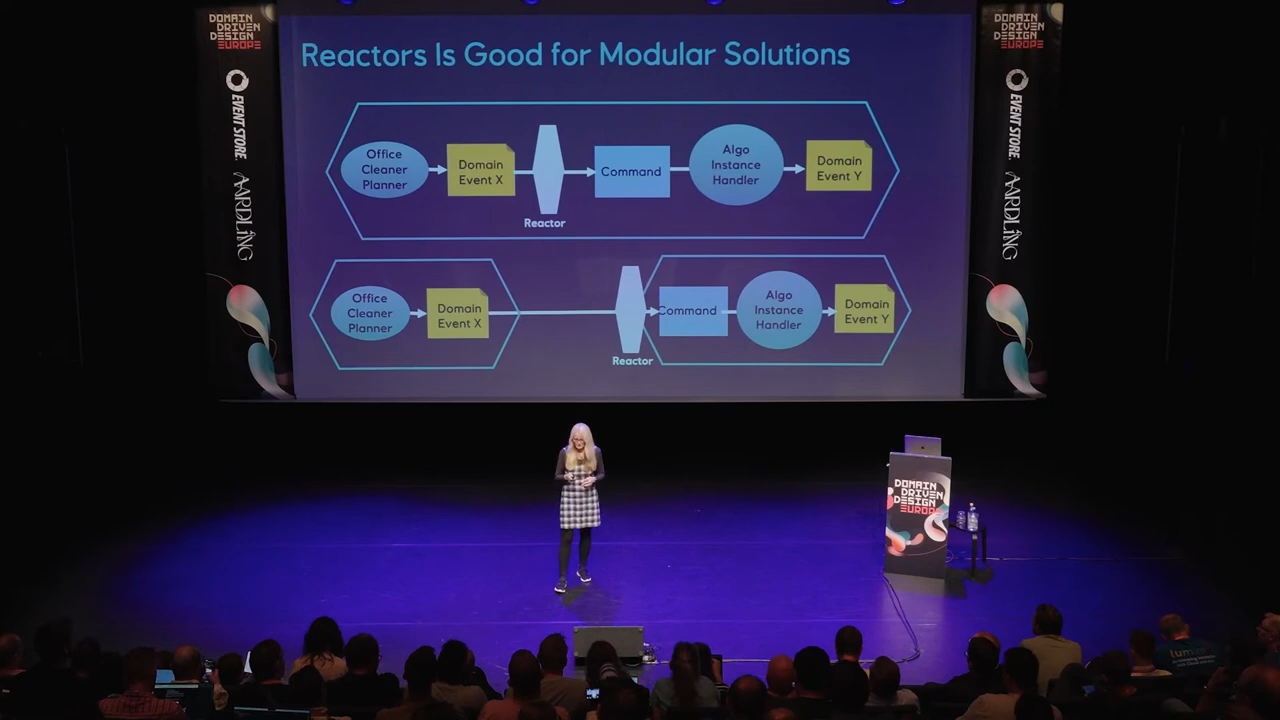 DOMAIN
DRIVEN
DESIGN
EUROPE
EVENT STORE.
AARDLING
Reactors Is Good for Modular Solutions
Office
Cleaner
Planner
Domain
Event X
Reactor
Command
Algo
Instance
Handler
Domain
Event Y
Office
Cleaner
Planner
Domain
Event X
Reactor
Command
Algo
Instance
Handler
Domain
Event Y
DOMAIN
DRIVEN
DESIGN
EUROPE
EVENT STORE.
AARDLING
DOMAIN
DRIVEN
DESIGN
EUROPE